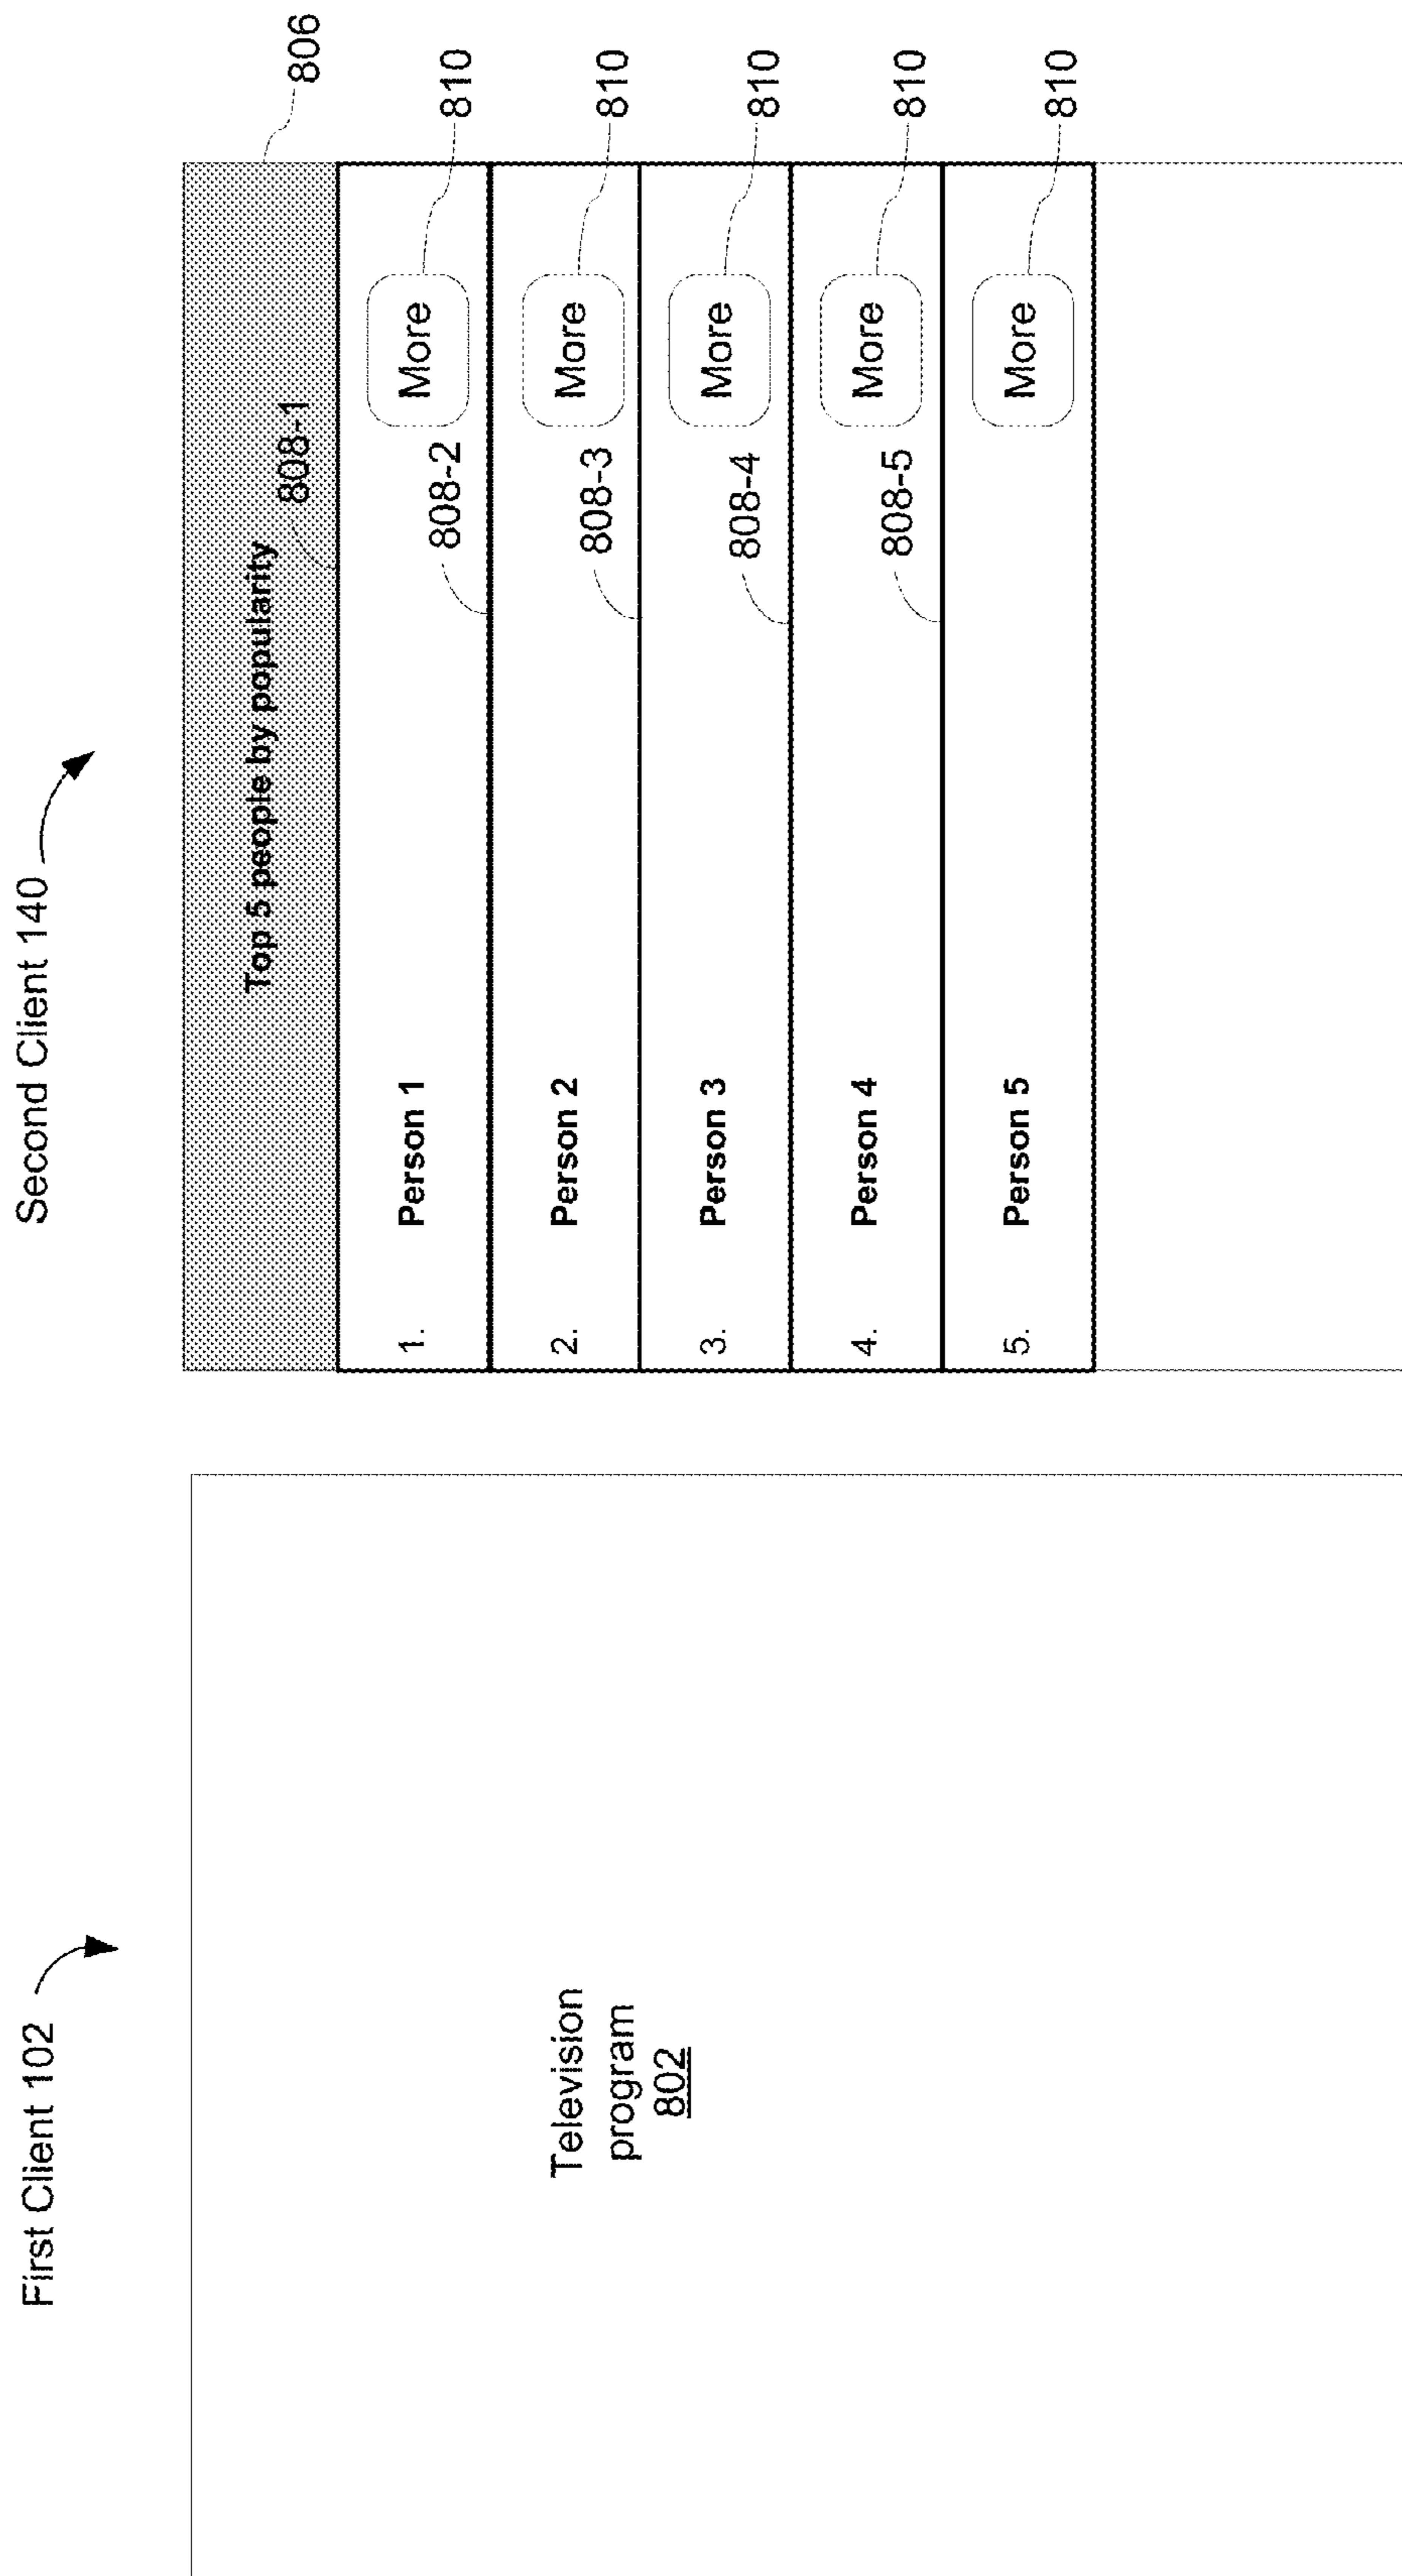 First Client 102
Television
program
802
Second Client 140
806
Top 5 people by popularity
808-1
1. Person 1 More 810
808-2
2. Person 2 More 810
808-3
3. Person 3 More 810
808-4
4. Person 4 More 810
808-5
5. Person 5 More 810